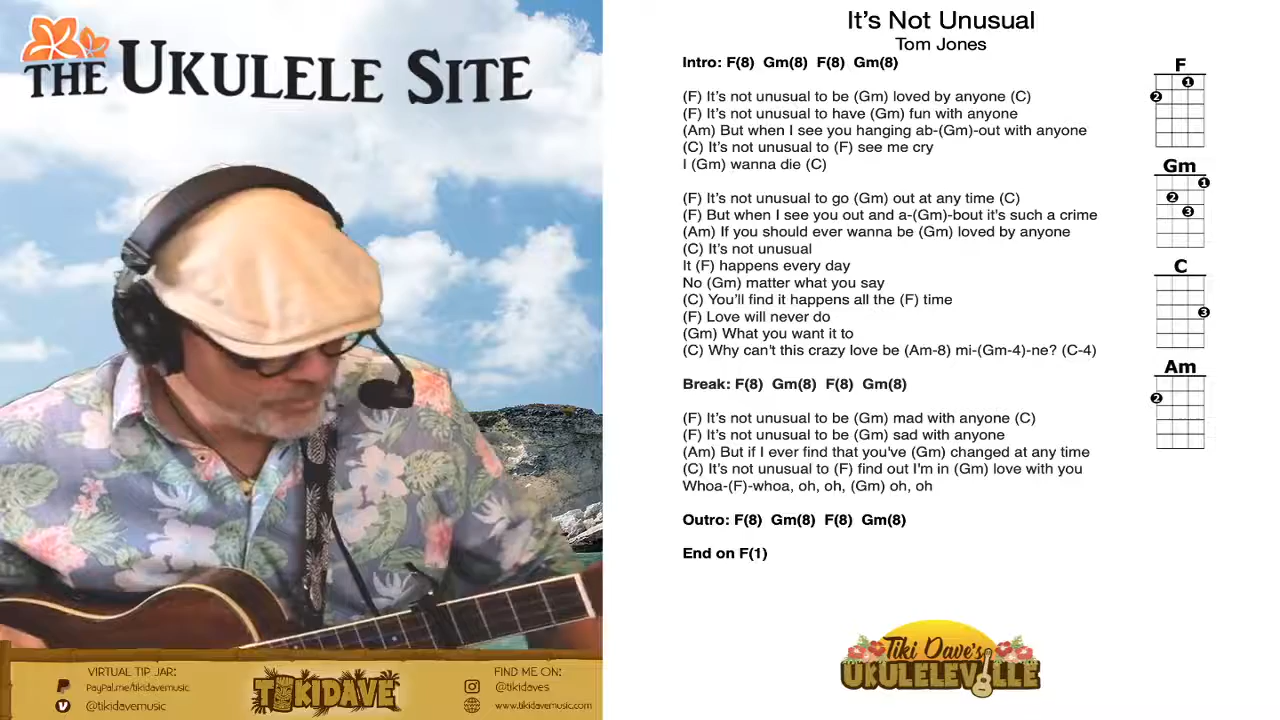 THE UKULELE SITE
VIRTUAL TIP JAR:
PayPal.me/tikidavemusic
@tikidavemusic
TIKIDAVE
FIND ME ON:
@tikidaves
www.tikidavemusic.com
It's Not Unusual
Tom Jones
Intro: F(8) Gm(8) F(8) Gm(8)
(F) It's not unusual to be (Gm) loved by anyone (C)
(F) It's not unusual to have (Gm) fun with anyone
(Am) But when I see you hanging ab-(Gm)-out with anyone
(C) It's not unusual to (F) see me cry
I (Gm) wanna die (C)
(F) It's not unusual to go (Gm) out at any time (C)
(F) But when I see you out and a-(Gm)-bout it's such a crime
(Am) If you should ever wanna be (Gm) loved by anyone
(C) It's not unusual
It (F) happens every day
No (Gm) matter what you say
(C) You'll find it happens all the (F) time
(F) Love will never do
(Gm) What you want it to
(C) Why can't this crazy love be (Am-8) mi-(Gm-4)-ne? (C-4)
Break: F(8) Gm(8) F(8) Gm(8)
(F) It's not unusual to be (Gm) mad with anyone (C)
(F) It's not unusual to be (Gm) sad with anyone
(Am) But if I ever find that you've (Gm) changed at any time
(C) It's not unusual to (F) find out I'm in (Gm) love with you
Whoa-(F)-whoa, oh, oh, (Gm) oh, oh
Outro: F(8) Gm(8) F(8) Gm(8)
End on F(1)
F
1
2
Gm
1
2
3
C
3
Am
2
Tiki Dave's
UKULELEVILLE